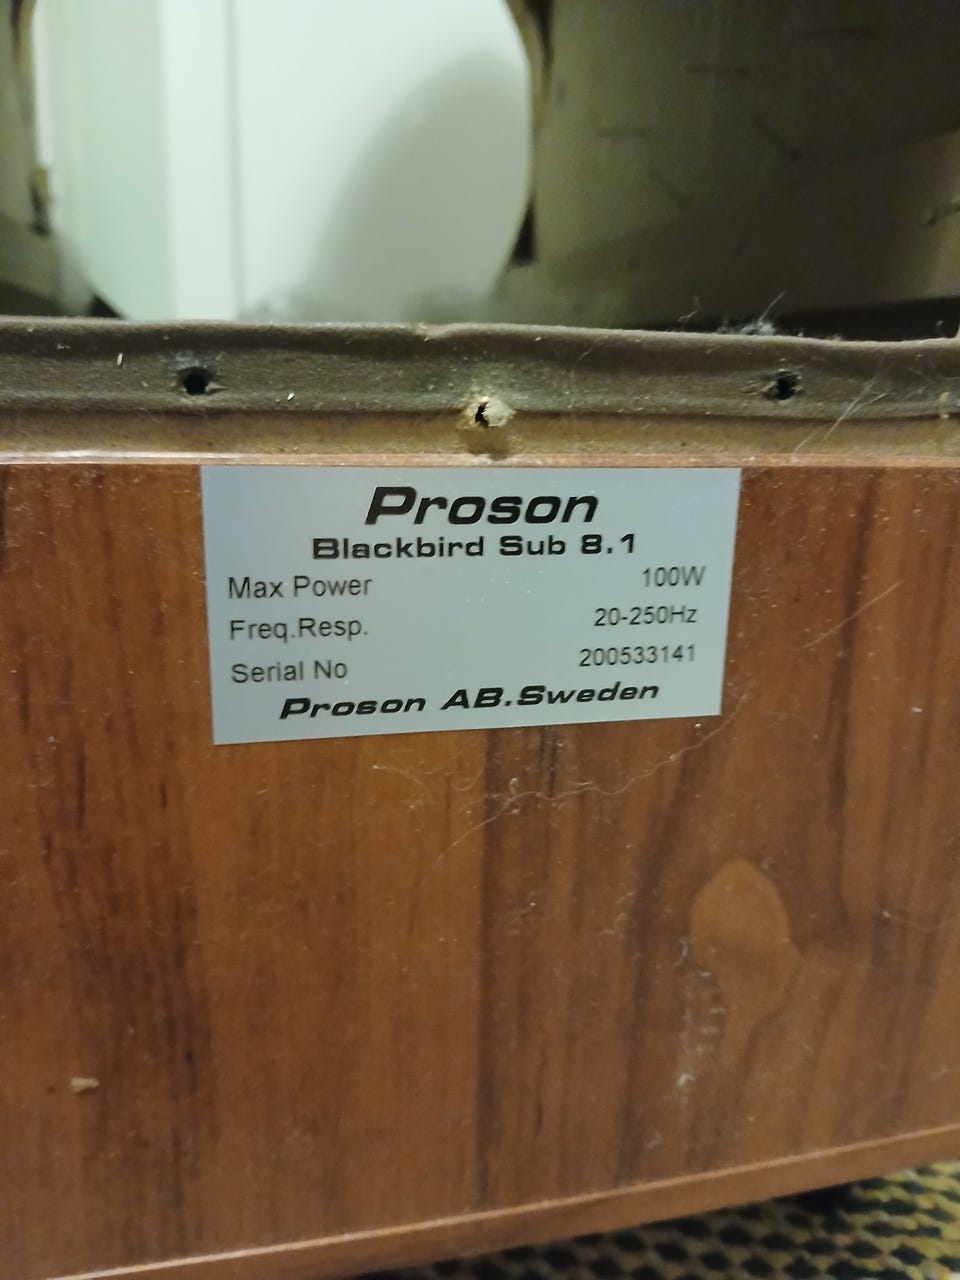 Proson
Blackbird Sub 8.1
Max Power 100W
Freq.Resp. 20-250Hz
Serial No 200533141
Proson AB.Sweden